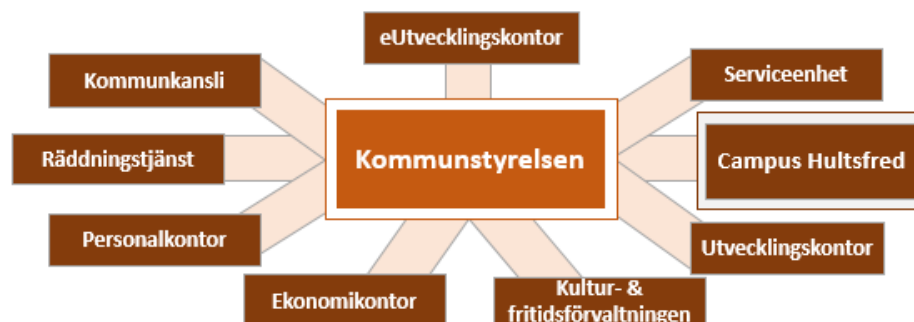 eUtvecklingskontor
Kommunkansli
Serviceenhet
Räddningstjänst
Kommunstyrelsen
Campus Hultsfred
Personalkontor
Utvecklingskontor
Ekonomikontor
Kultur- &
fritidsförvaltningen